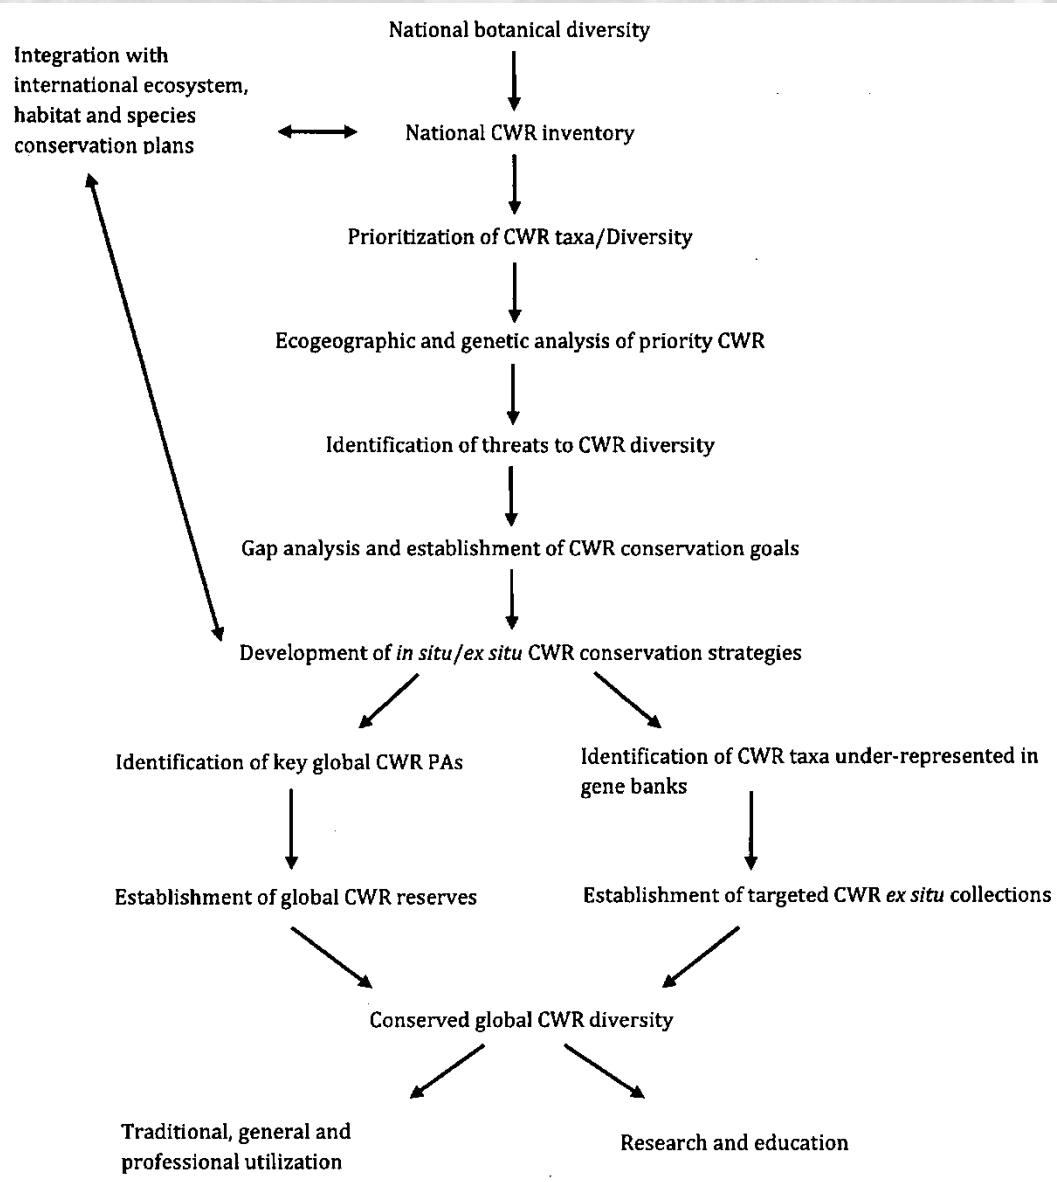 National botanical diversity
Integration with
international ecosystem,
habitat and species
conservation plans
National CWR inventory
Prioritization of CWR taxa/Diversity
Ecogeographic and genetic analysis of priority CWR
Identification of threats to CWR diversity
Gap analysis and establishment of CWR conservation goals
Development of in situ/ex situ CWR conservation strategies
Identification of key global CWR PAs
Identification of CWR taxa under-represented in
gene banks
Establishment of global CWR reserves
Establishment of targeted CWR ex situ collections
Conserved global CWR diversity
Traditional, general and
professional utilization
Research and education